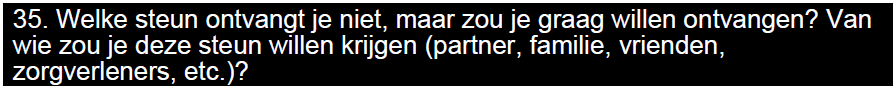 35. Welke steun ontvangt je niet, maar zou je graag willen ontvangen? Van
wie zou je deze steun willen krijgen (partner, familie, vrienden,
zorgverleners, etc.)?